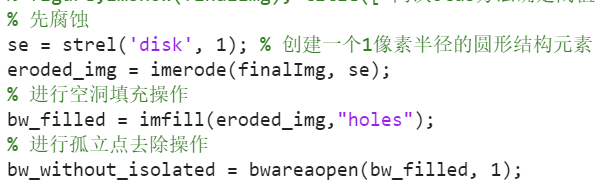 % 先腐蚀
se = strel('disk', 1); % 创建一个1像素半径的圆形结构元素
eroded_img = imerode(finalImg, se);
% 进行空洞填充操作
bw_filled = imfill(eroded_img,"holes");
% 进行孤立点去除操作
bw_without_isolated = bwareaopen(bw_filled, 1);